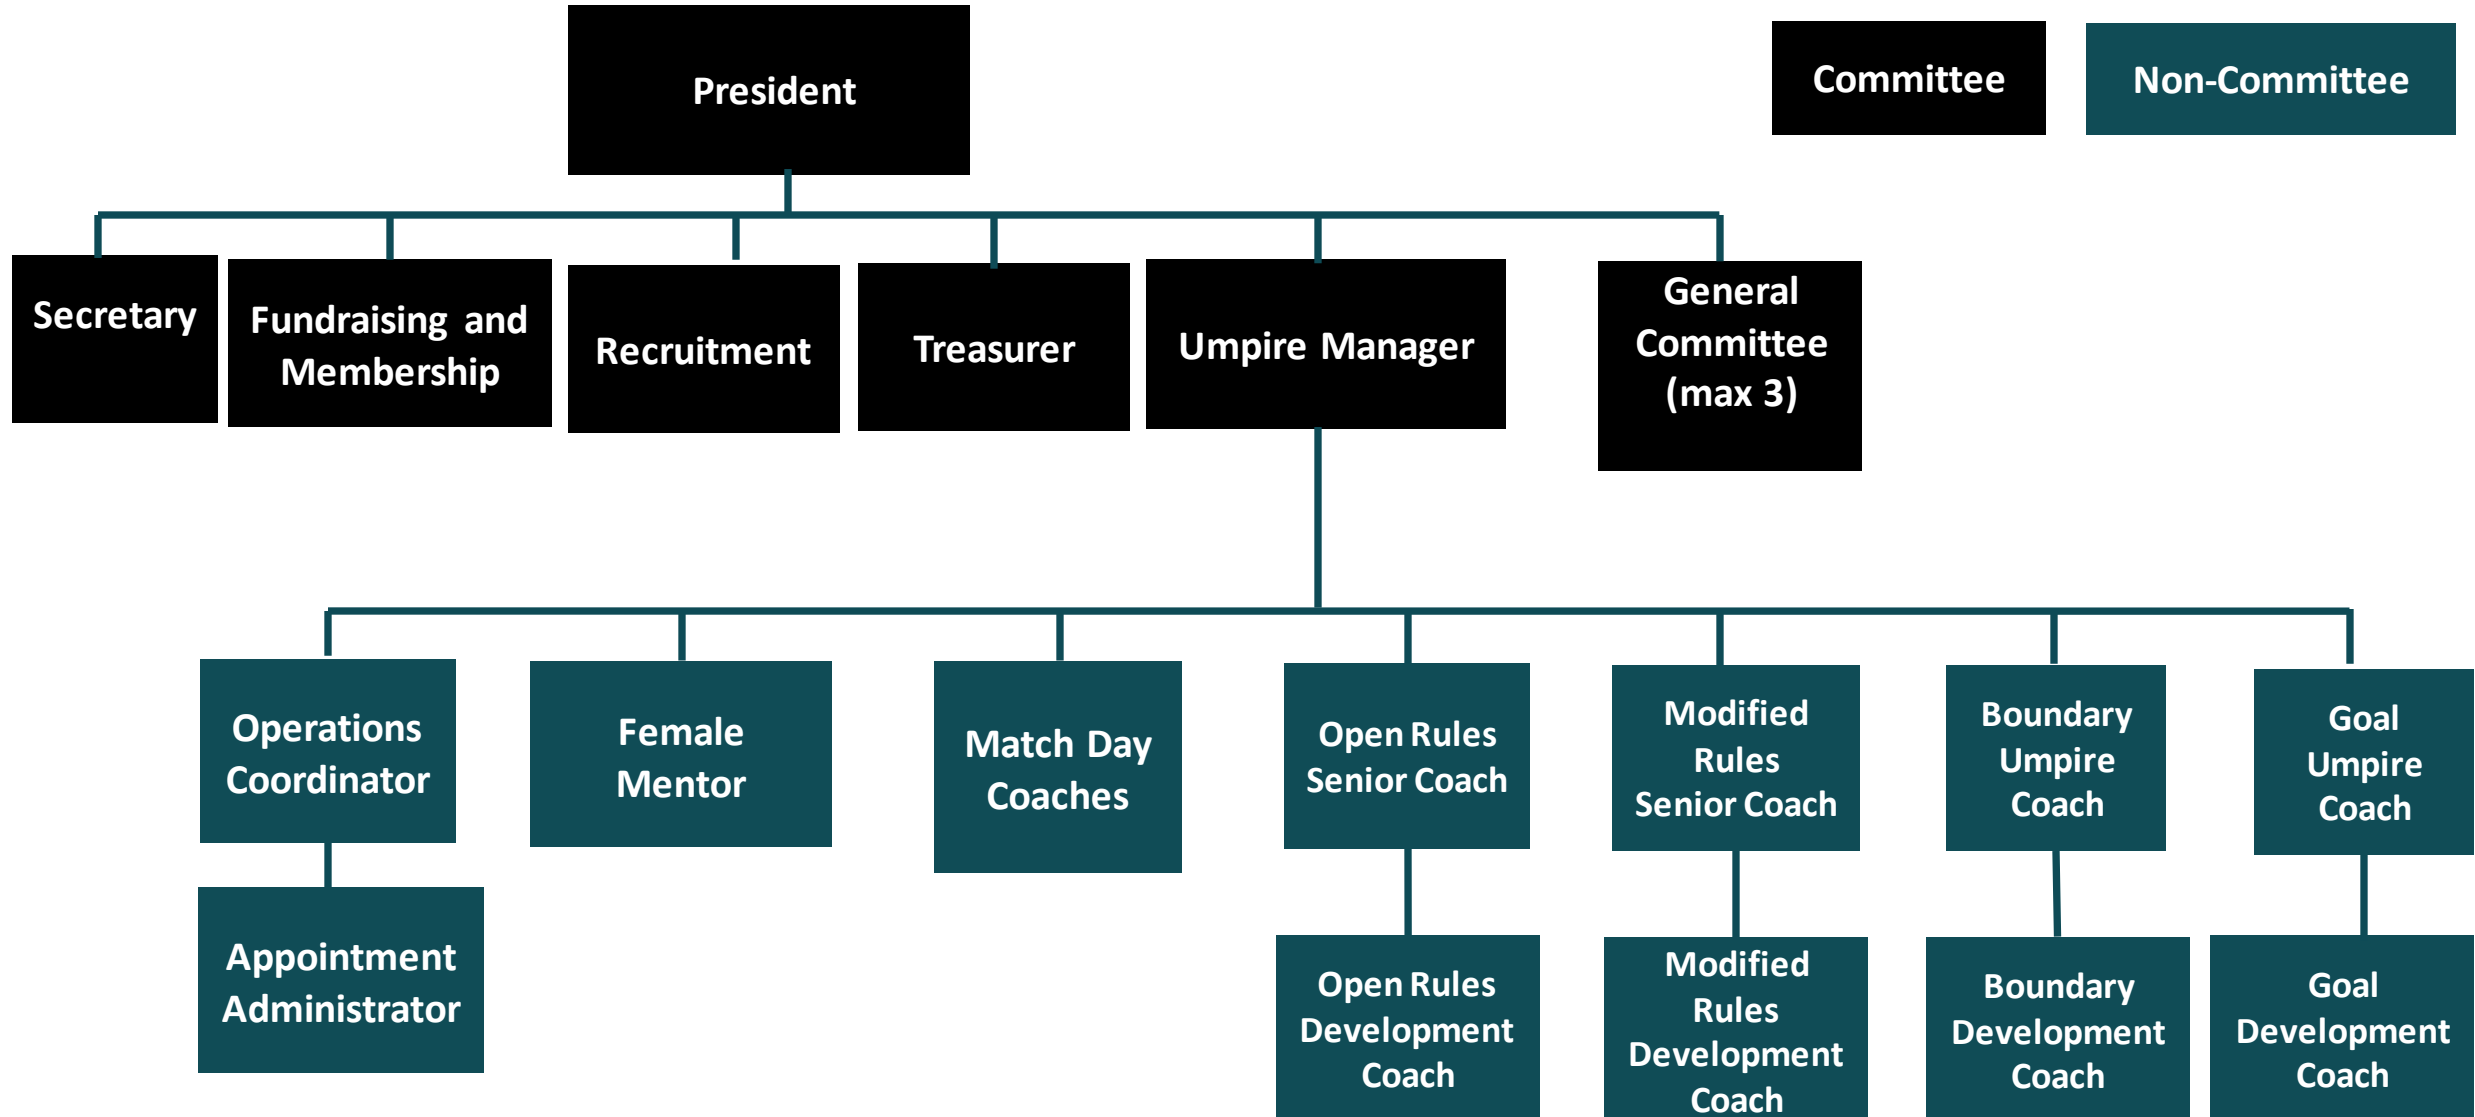 President
Committee
Non-Committee
Secretary
Fundraising and
Membership
Recruitment
Treasurer
Umpire Manager
General
Committee
(max 3)
Operations
Coordinator
Female
Mentor
Match Day
Coaches
Open Rules
Senior Coach
Modified
Rules
Senior Coach
Boundary
Umpire
Coach
Goal
Umpire
Coach
Appointment
Administrator
Open Rules
Development
Coach
Modified
Rules
Development
Coach
Boundary
Development
Coach
Goal
Development
Coach